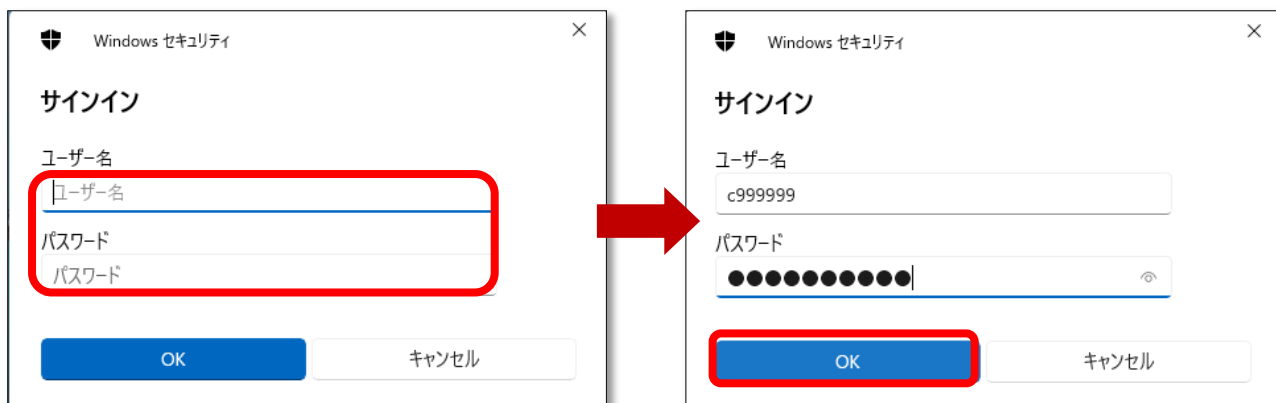 Windows セキュリティ
サインイン
ユーザー名
ユーザー名
パスワード
パスワード
OK
キャンセル
Windows セキュリティ
サインイン
ユーザー名
c999999
パスワード
●●●●●●●●●●
OK
キャンセル